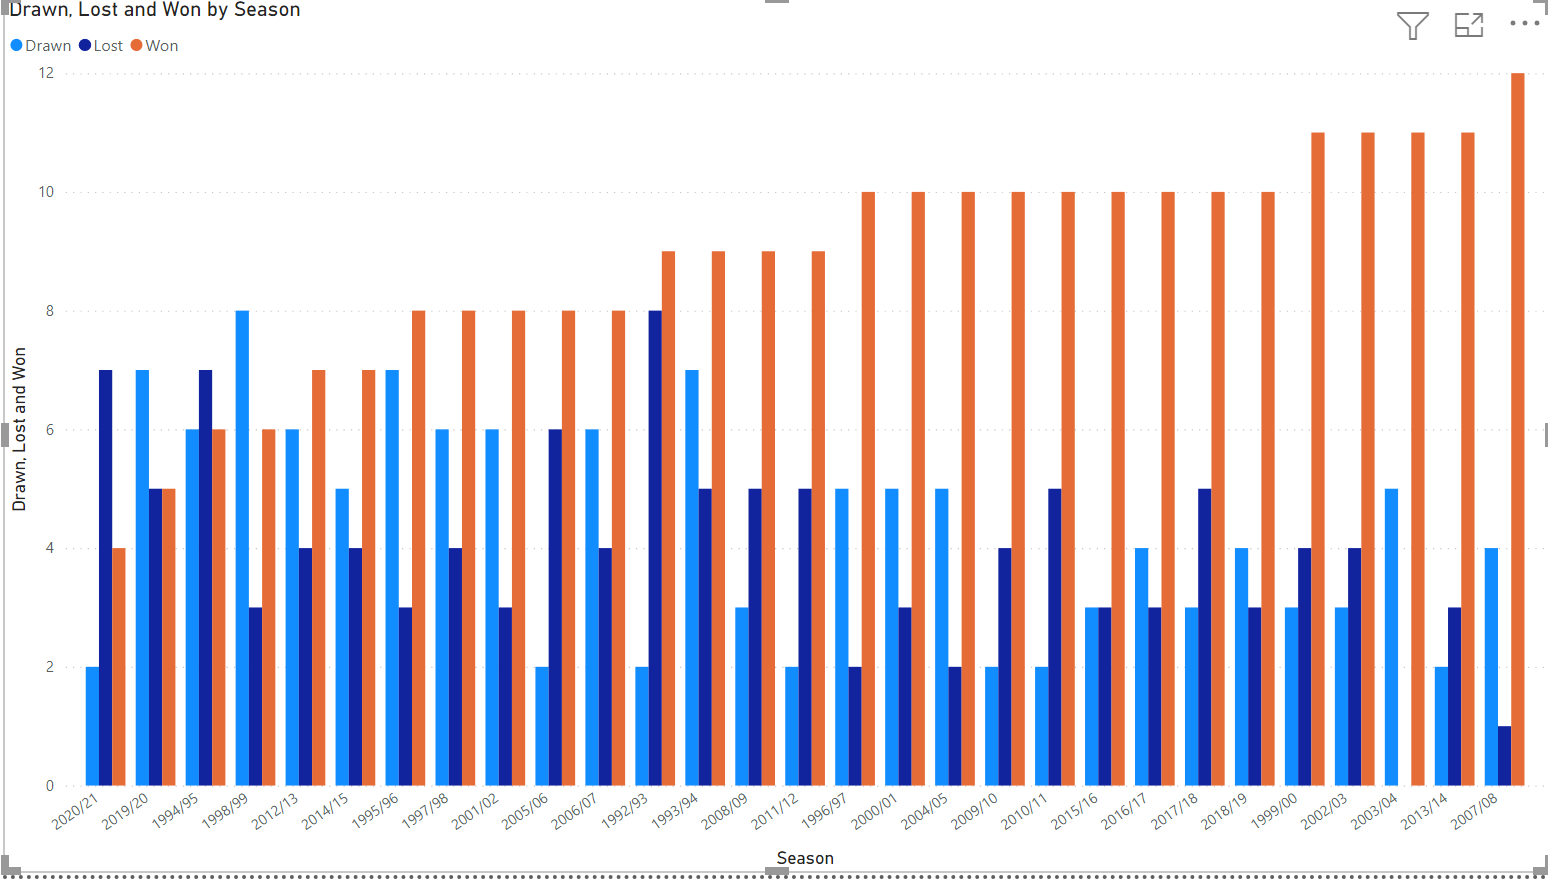 Drawn, Lost and Won by Season
Drawn Lost Won
12
10
8
6
4
2
0
Drawn, Lost and Won
2020/21 2019/20 1994/95 1998/99 2012/13 2014/15 1995/96 1997/98 2001/02 2005/06 2006/07 1992/93 1993/94 2008/09 2011/12 1996/97 2000/01 2004/05 2009/10 2010/11 2015/16 2016/17 2017/18 2018/19 1999/00 2002/03 2003/04 2013/14 2007/08
Season